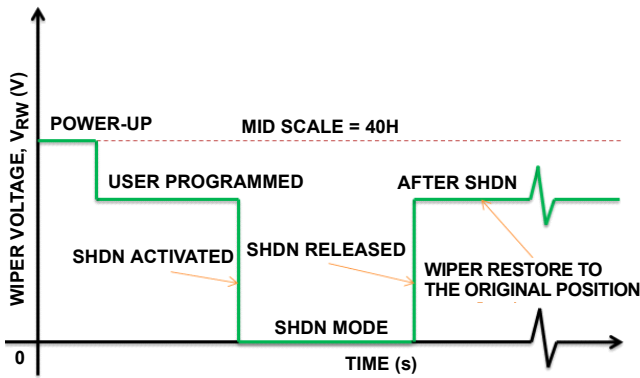 WIPER VOLTAGE, VRW (V)
POWER-UP
MID SCALE = 40H
USER PROGRAMMED
AFTER SHDN
SHDN ACTIVATED
SHDN RELEASED
WIPER RESTORE TO
THE ORIGINAL POSITION
SHDN MODE
0
TIME (s)